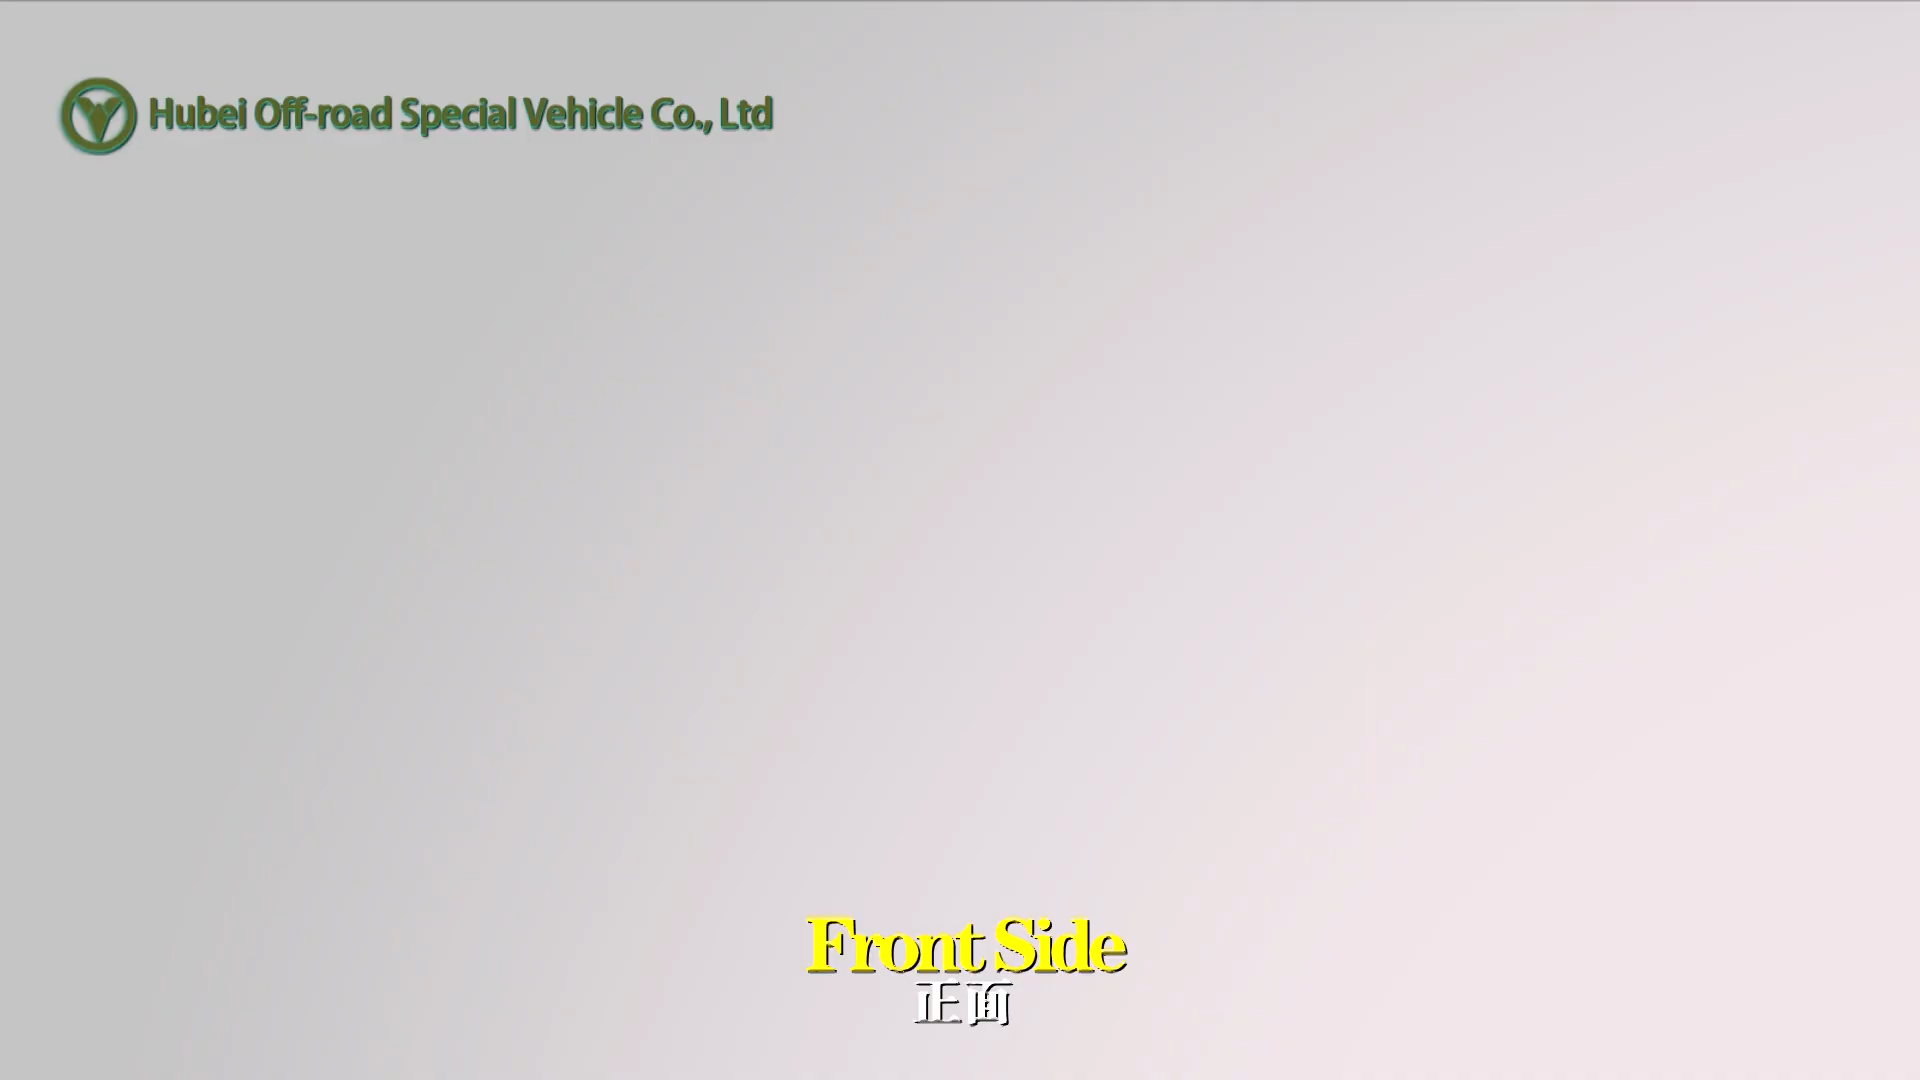 Hubei Off-road Special Vehicle Co., Ltd
Front Side
正面